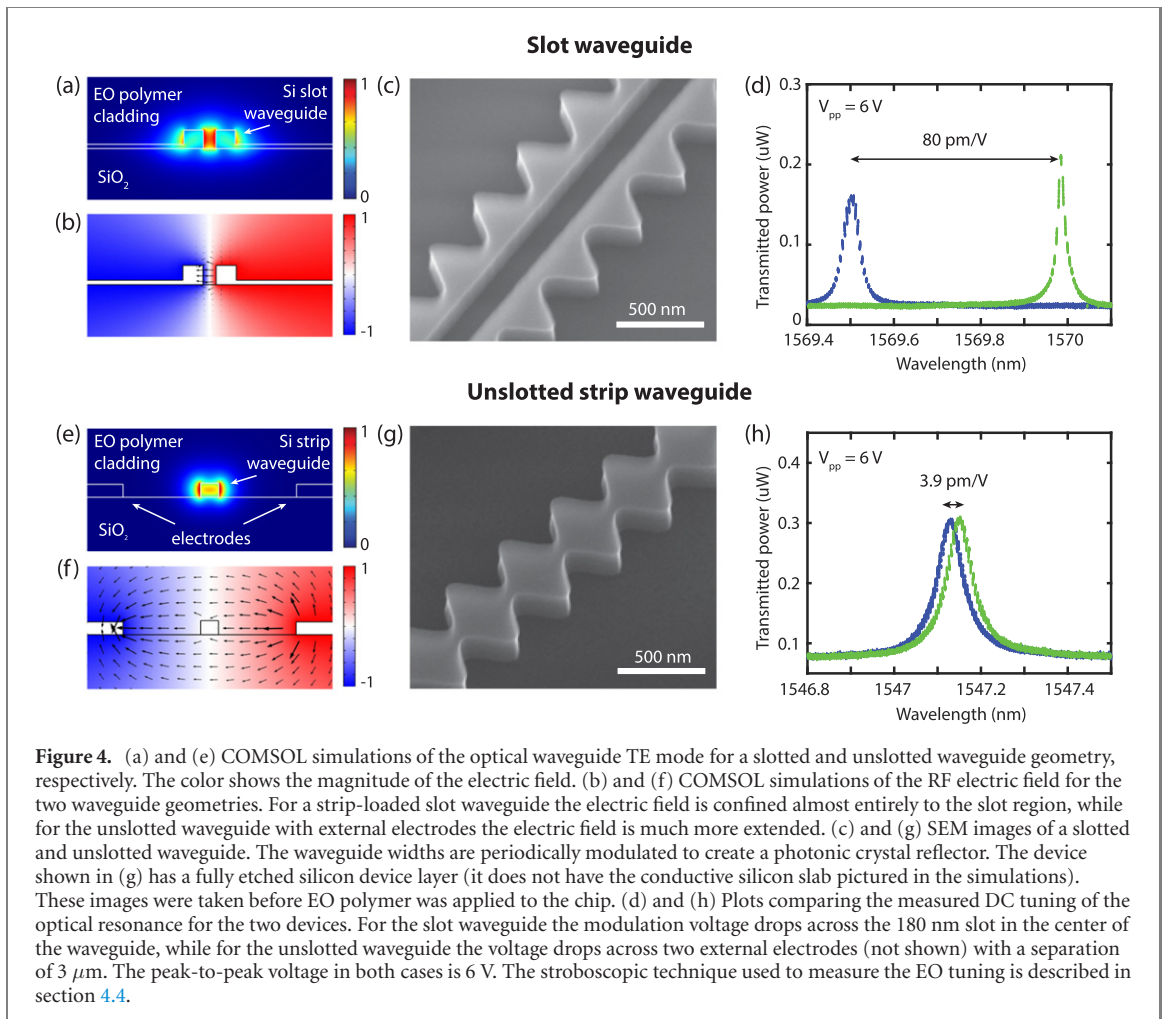 Slot waveguide
(a)
EO polymer
cladding
Si slot
waveguide
SiO2
1
0
(b)
1
-1
(c)
500 nm
(d)
Vpp = 6 V
80 pm/V
Transmitted power (uW)
0.3
0.2
0.1
0
1569.4
1569.6
1569.8
1570
Wavelength (nm)
Unslotted strip waveguide
(e)
EO polymer
cladding
Si strip
waveguide
SiO2
electrodes
1
0
(f)
1
-1
(g)
500 nm
(h)
Vpp = 6 V
3.9 pm/V
Transmitted power (uW)
0.4
0.3
0.2
0.1
1546.8
1547
1547.2
1547.4
Wavelength (nm)
Figure 4. (a) and (e) COMSOL simulations of the optical waveguide TE mode for a slotted and unslotted waveguide geometry,
respectively. The color shows the magnitude of the electric field. (b) and (f) COMSOL simulations of the RF electric field for the
two waveguide geometries. For a strip-loaded slot waveguide the electric field is confined almost entirely to the slot region, while
for the unslotted waveguide with external electrodes the electric field is much more extended. (c) and (g) SEM images of a slotted
and unslotted waveguide. The waveguide widths are periodically modulated to create a photonic crystal reflector. The device
shown in (g) has a fully etched silicon device layer (it does not have the conductive silicon slab pictured in the simulations).
These images were taken before EO polymer was applied to the chip. (d) and (h) Plots comparing the measured DC tuning of the
optical resonance for the two devices. For the slot waveguide the modulation voltage drops across the 180 nm slot in the center of
the waveguide, while for the unslotted waveguide the voltage drops across two external electrodes (not shown) with a separation
of 3 μm. The peak-to-peak voltage in both cases is 6 V. The stroboscopic technique used to measure the EO tuning is described in
section 4.4.